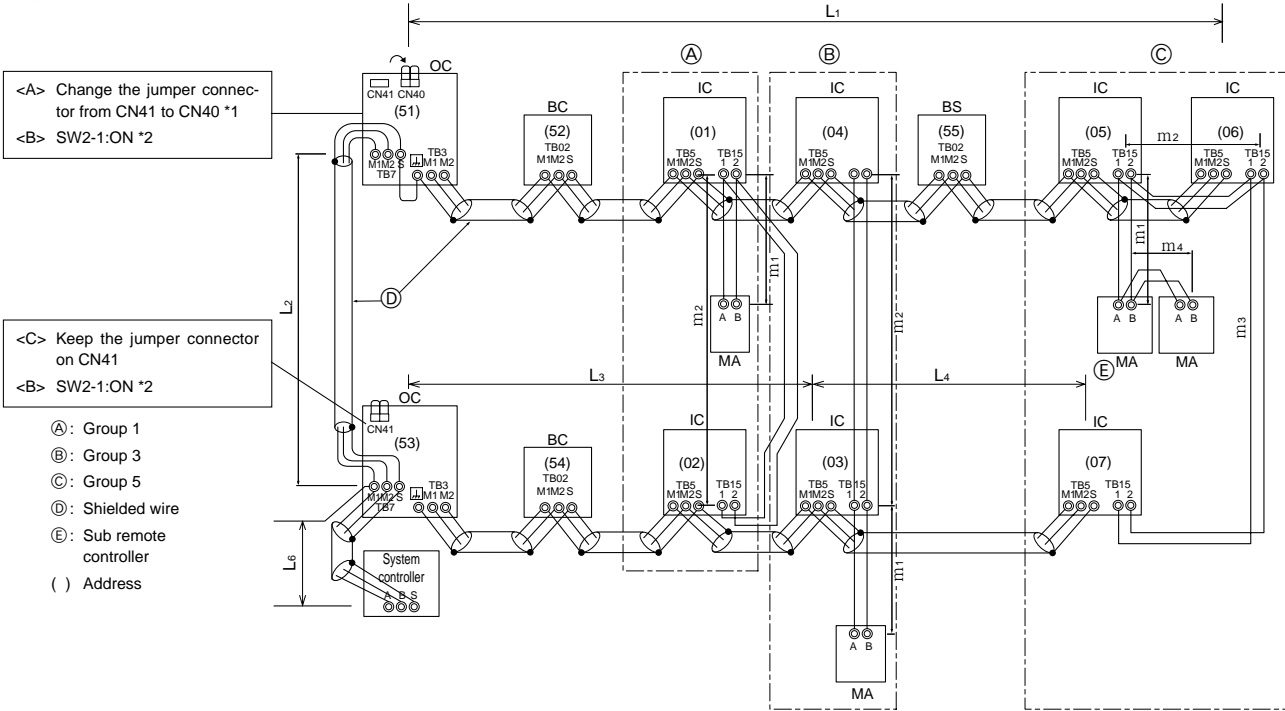 L1
<A> Change the jumper connec-
tor from CN41 to CN40 *1
<B> SW2-1:ON *2
OC
CN41 CN40
(51)
M1M2 S
TB7
TB3
M1 M2
BC
(52)
TB02
M1M2 S
Ⓐ
IC
(01)
TB5
M1M2S
TB15
1 2
Ⓑ
IC
(04)
TB5
M1M2S
BS
(55)
TB02
M1M2S
Ⓒ
IC
(05)
TB5
M1M2S
TB15
1 2
m2
IC
(06)
TB5
M1M2S
TB15
1 2
L2
Ⓓ
m2
m1
A B
MA
m2
m1
m4
m3
A B
MA
A B
MA
Ⓔ
<C> Keep the jumper connector
on CN41
<B> SW2-1:ON *2
L3
L4
OC
CN41
(53)
M1M2 S
TB7
TB3
M1 M2
BC
(54)
TB02
M1M2 S
IC
(02)
TB5
M1M2S
TB15
1 2
IC
(03)
TB5
M1M2S
TB15
1 2
IC
(07)
TB5
M1M2S
TB15
1 2
Ⓐ: Group 1
Ⓑ: Group 3
Ⓒ: Group 5
Ⓓ: Shielded wire
Ⓔ: Sub remote
controller
( ) Address
L6
System
controller
A B S
m1
A B
MA